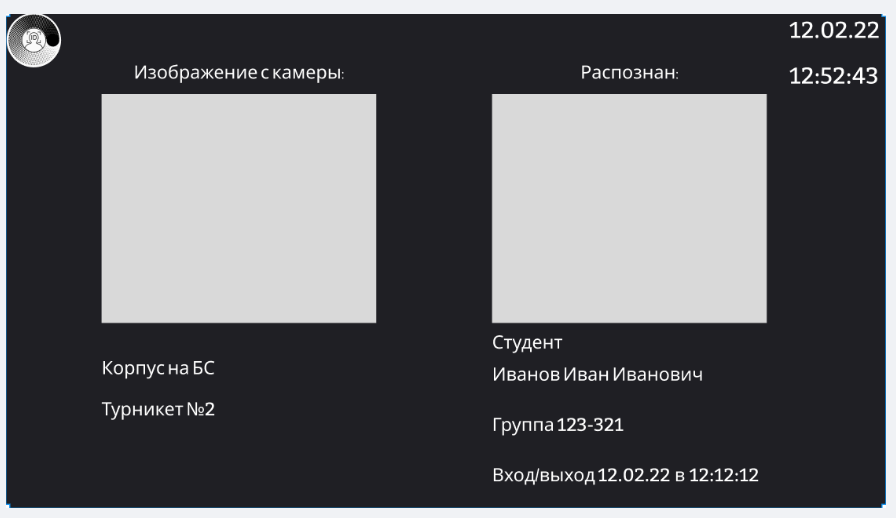 12.02.22
12:52:43
Изображение с камеры:
Распознан:
Корпус на БС
Турникет №2
Студент
Иванов Иван Иванович
Группа 123-321
Вход/выход 12.02.22 в 12:12:12
ID